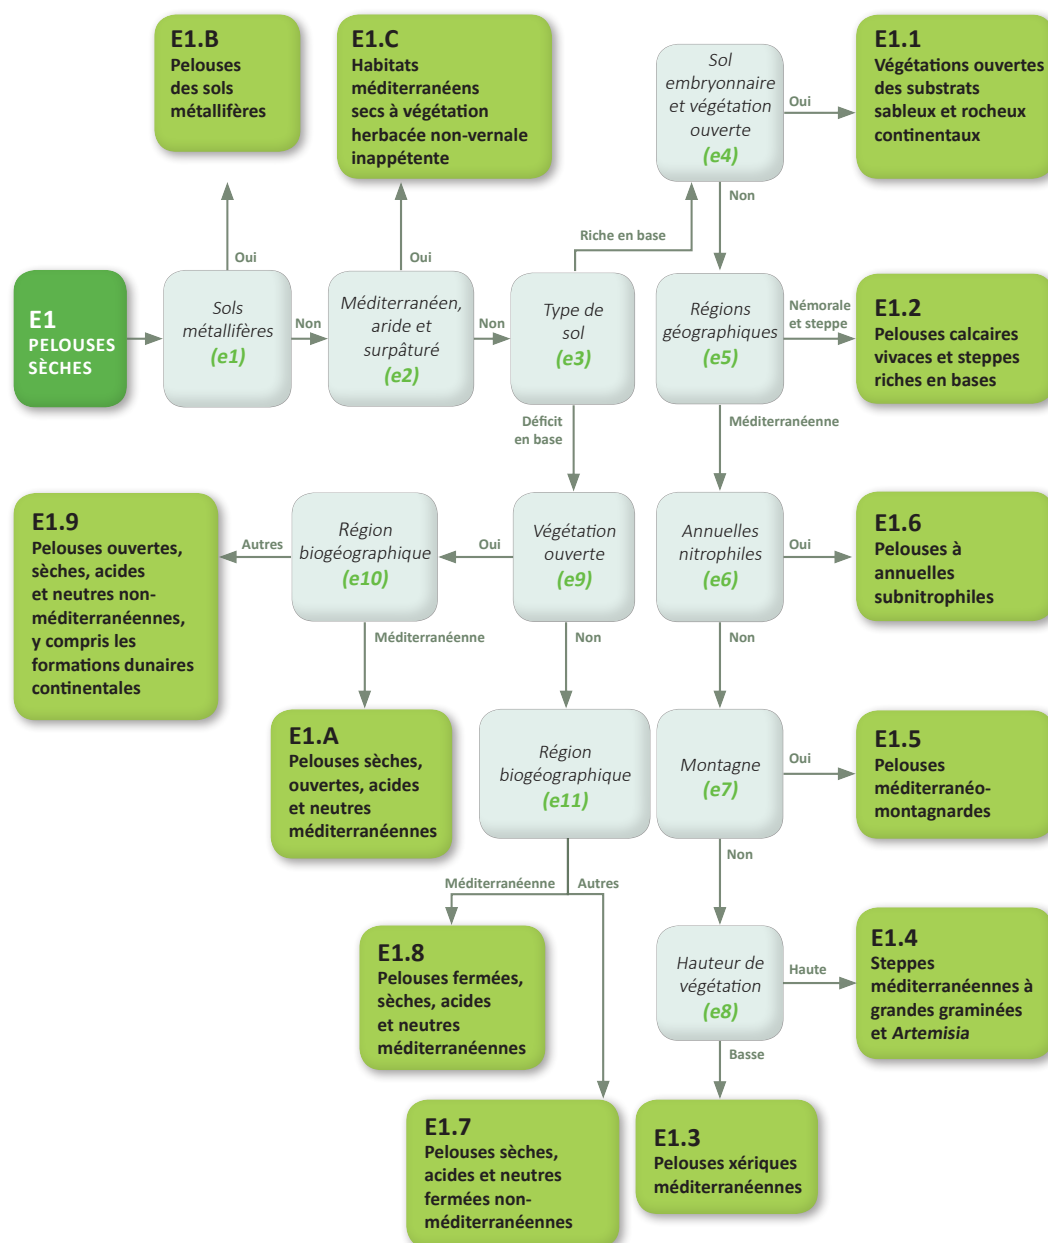 E1.B
Pelouses
des sols
métallifères
E1.C
Habitats
méditerranéens
secs à végétation
herbacée non-vernale
inappétente
Sol
embryonnaire
et végétation
ouverte
(e4)
Oui
E1.1
Végétations ouvertes
des substrats
sableux et rocheux
continentaux
Non
Riche en base
Oui
Oui
E1
PELOUSES
SÈCHES
Sols
métallifères
(e1)
Non
Méditerranéen,
aride et
surpâturé
(e2)
Non
Type de
sol
(e3)
Régions
géographiques
(e5)
Némorale
et steppe
E1.2
Pelouses calcaires
vivaces et steppes
riches en bases
Déficit
en base
Méditerranéenne
E1.9
Pelouses ouvertes,
sèches, acides
et neutres non-
méditerranéennes,
y compris les
formations dunaires
continentales
Autres
Région
biogéographique
(e10)
Oui
Végétation
ouverte
(e9)
Annuelles
nitrophiles
(e6)
Oui
E1.6
Pelouses à
annuelles
subnitrophiles
Méditerranéenne
Non
Non
E1.A
Pelouses sèches,
ouvertes, acides
et neutres
méditerranéennes
Région
biogéographique
(e11)
Montagne
(e7)
Oui
E1.5
Pelouses
méditerranéo-
montagnardes
Méditerranéenne
Autres
Non
E1.8
Pelouses fermées,
sèches, acides
et neutres
méditerranéennes
Hauteur de
végétation
(e8)
Haute
E1.4
Steppes
méditerranéennes à
grandes graminées
et Artemisia
Basse
E1.7
Pelouses sèches,
acides et neutres
fermées non-
méditerranéennes
E1.3
Pelouses xériques
méditerranéennes